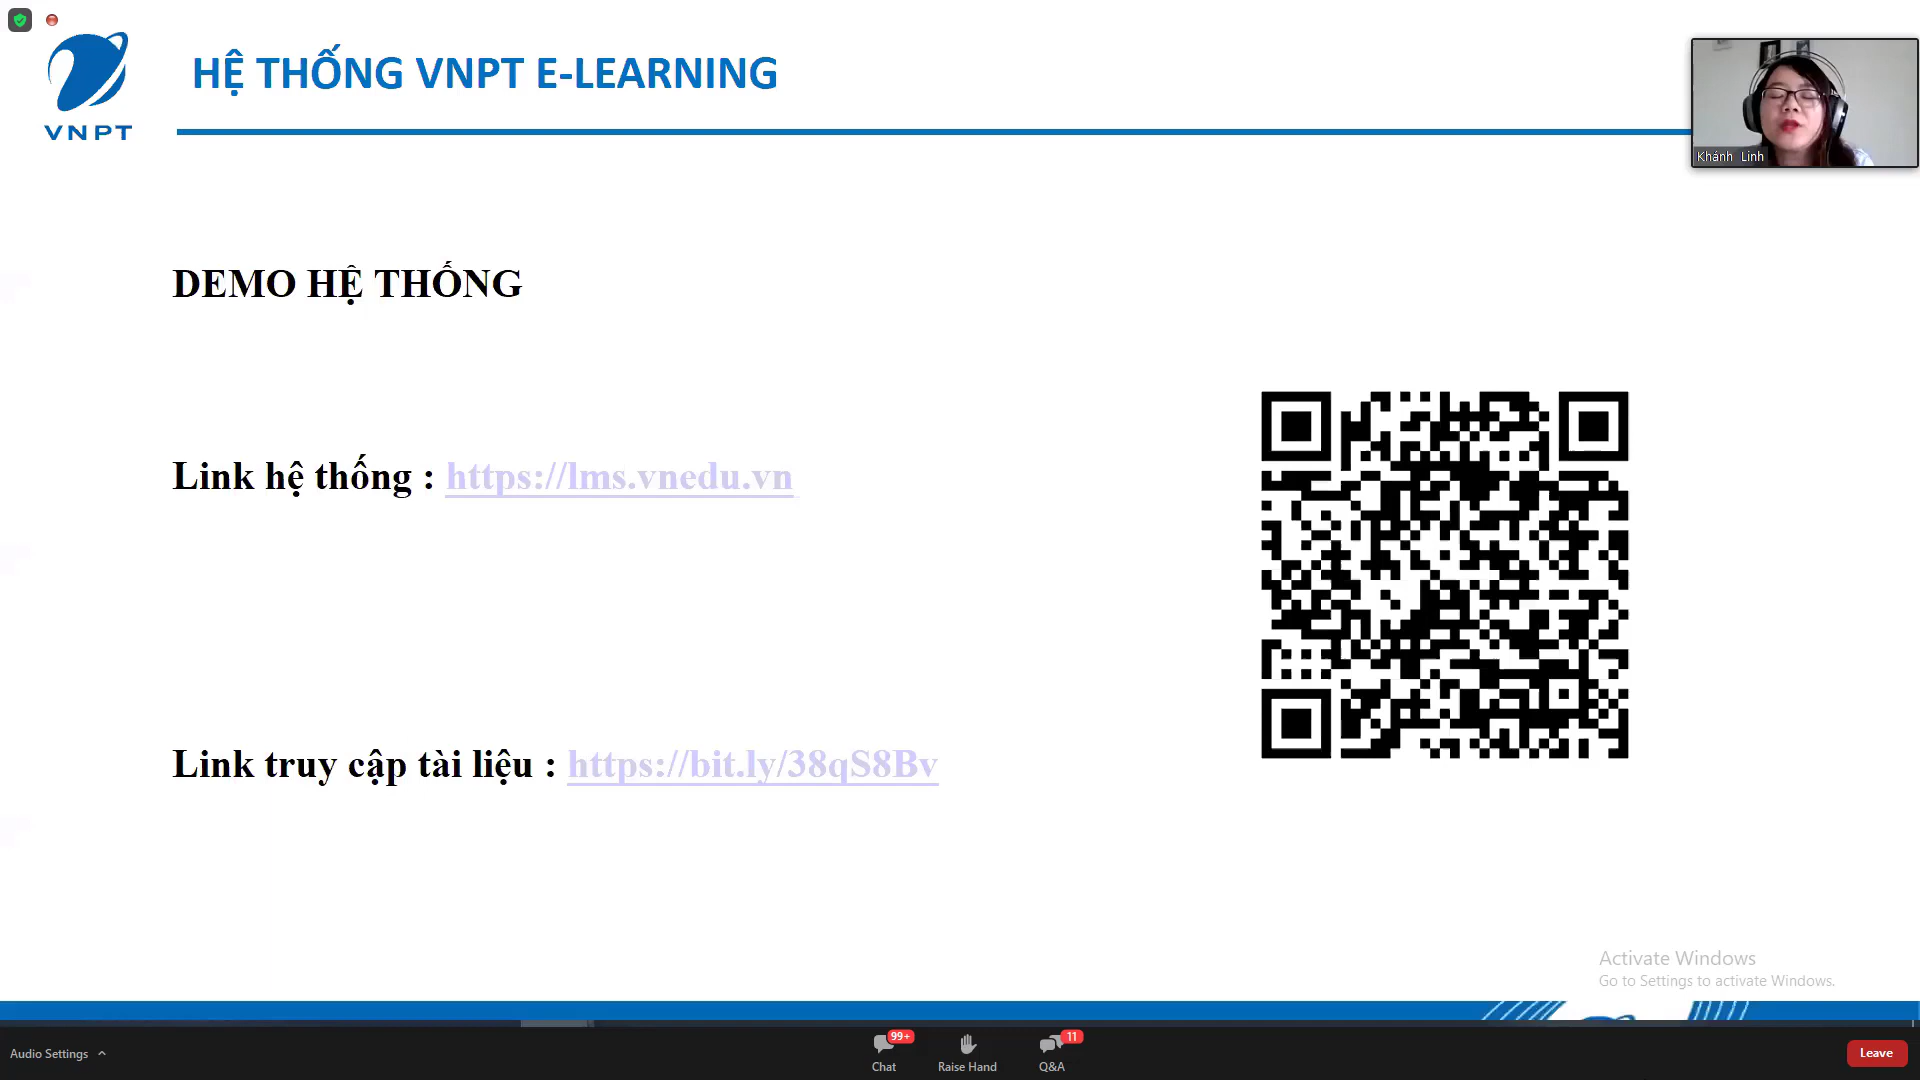 HỆ THỐNG VNPT E-LEARNING
VNPT
Khánh Linh
DEMO HỆ THỐNG
Link hệ thống : https://lms.vnedu.vn
Link truy cập tài liệu : https://bit.ly/38qS8Bv
Activate Windows
Go to Settings to activate Windows.
Audio Settings
99+
Chat
Raise Hand
11
Q&A
Leave